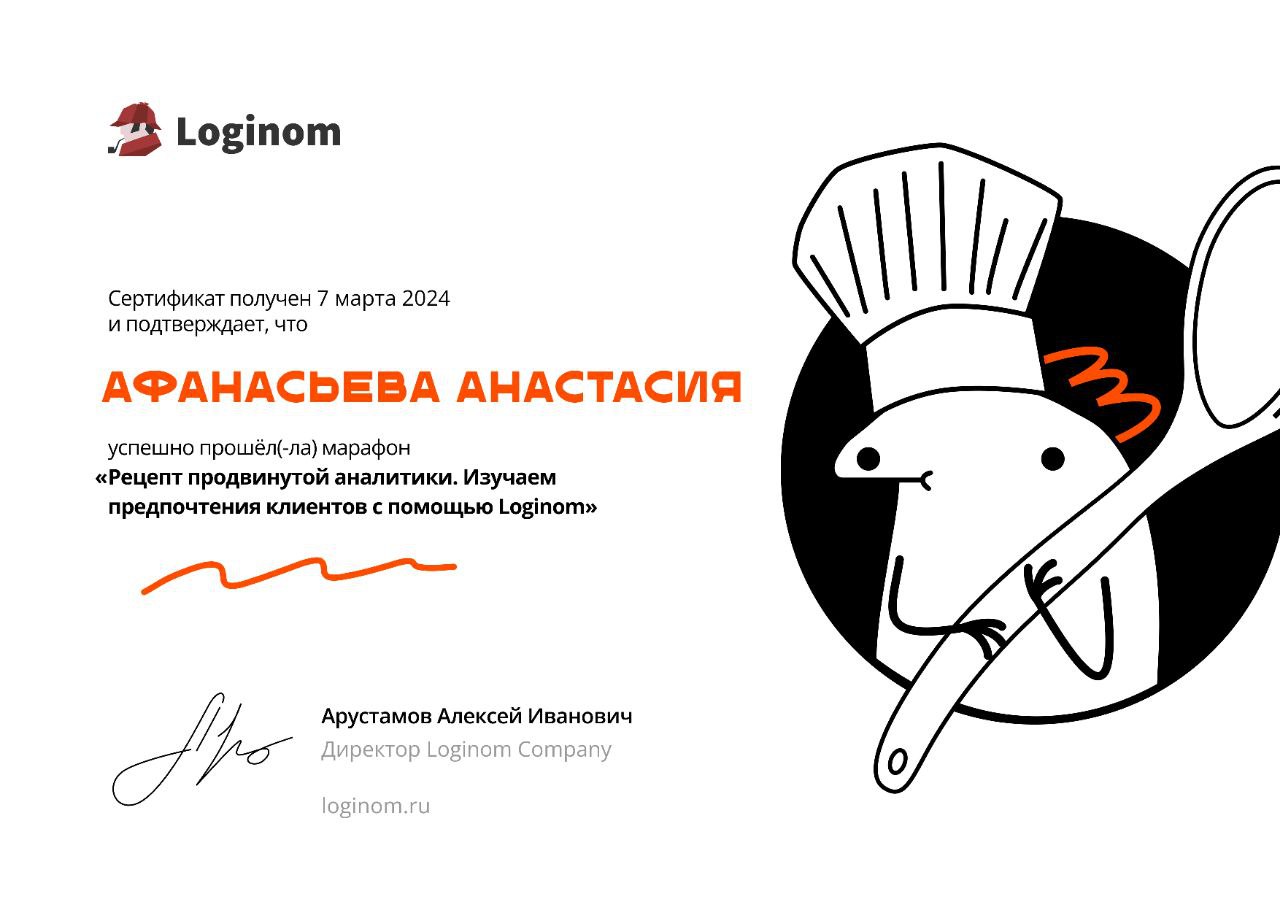 Loginom
Сертификат получен 7 марта 2024
и подтверждает, что
АФАНАСЬЕВА АНАСТАСИЯ
успешно прошёл(-ла) марафон
«Рецепт продвинутой аналитики. Изучаем
предпочтения клиентов с помощью Loginom»
Арустамов Алексей Иванович
Директор Loginom Company
loginom.ru